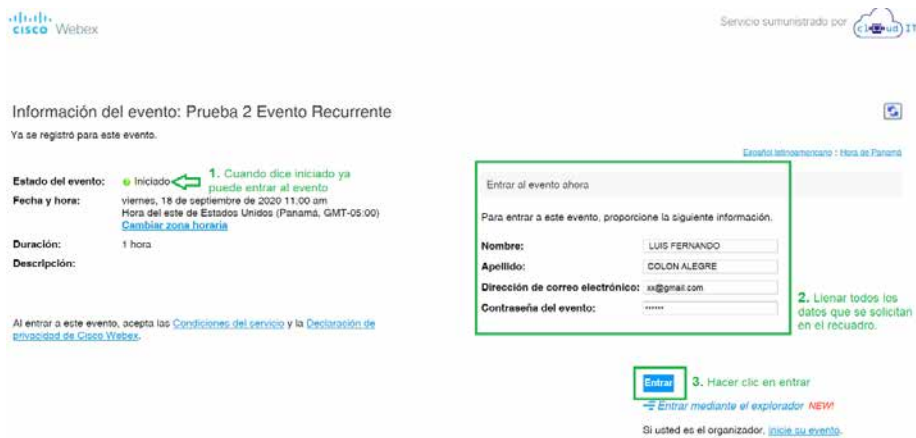 CISCO Webex
Servicio sumunistrado por cloud IT
Información del evento: Prueba 2 Evento Recurrente
Ya se registró para este evento.
Español latinoamericano : Hora de Panamá
Estado del evento: Iniciado
1. Cuando dice iniciado ya
puede entrar al evento
Fecha y hora: viernes, 18 de septiembre de 2020 11:00 am
Hora del este de Estados Unidos (Panamá, GMT-05:00)
Cambiar zona horaria
Duración: 1 hora
Descripción:
Al entrar a este evento, acepta las Condiciones del servicio y la Declaración de
privacidad de Cisco Webex.
Entrar al evento ahora
Para entrar a este evento, proporcione la siguiente información.
Nombre: LUIS FERNANDO
Apellido: COLON ALEGRE
Dirección de correo electrónico: xx@gmail.com
Contraseña del evento: ••••••
2. Llenar todos los
datos que se solicitan
en el recuadro.
Entrar
3. Hacer clic en entrar
Entrar mediante el explorador NEW!
Si usted es el organizador, inicie su evento.